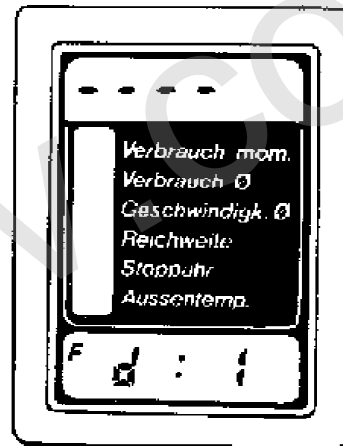 - - - -
Verbrauch mom.
Verbrauch Ø
Geschwindigk. Ø
Reichweite
Stoppuhr
Aussentemp.
F d : 1